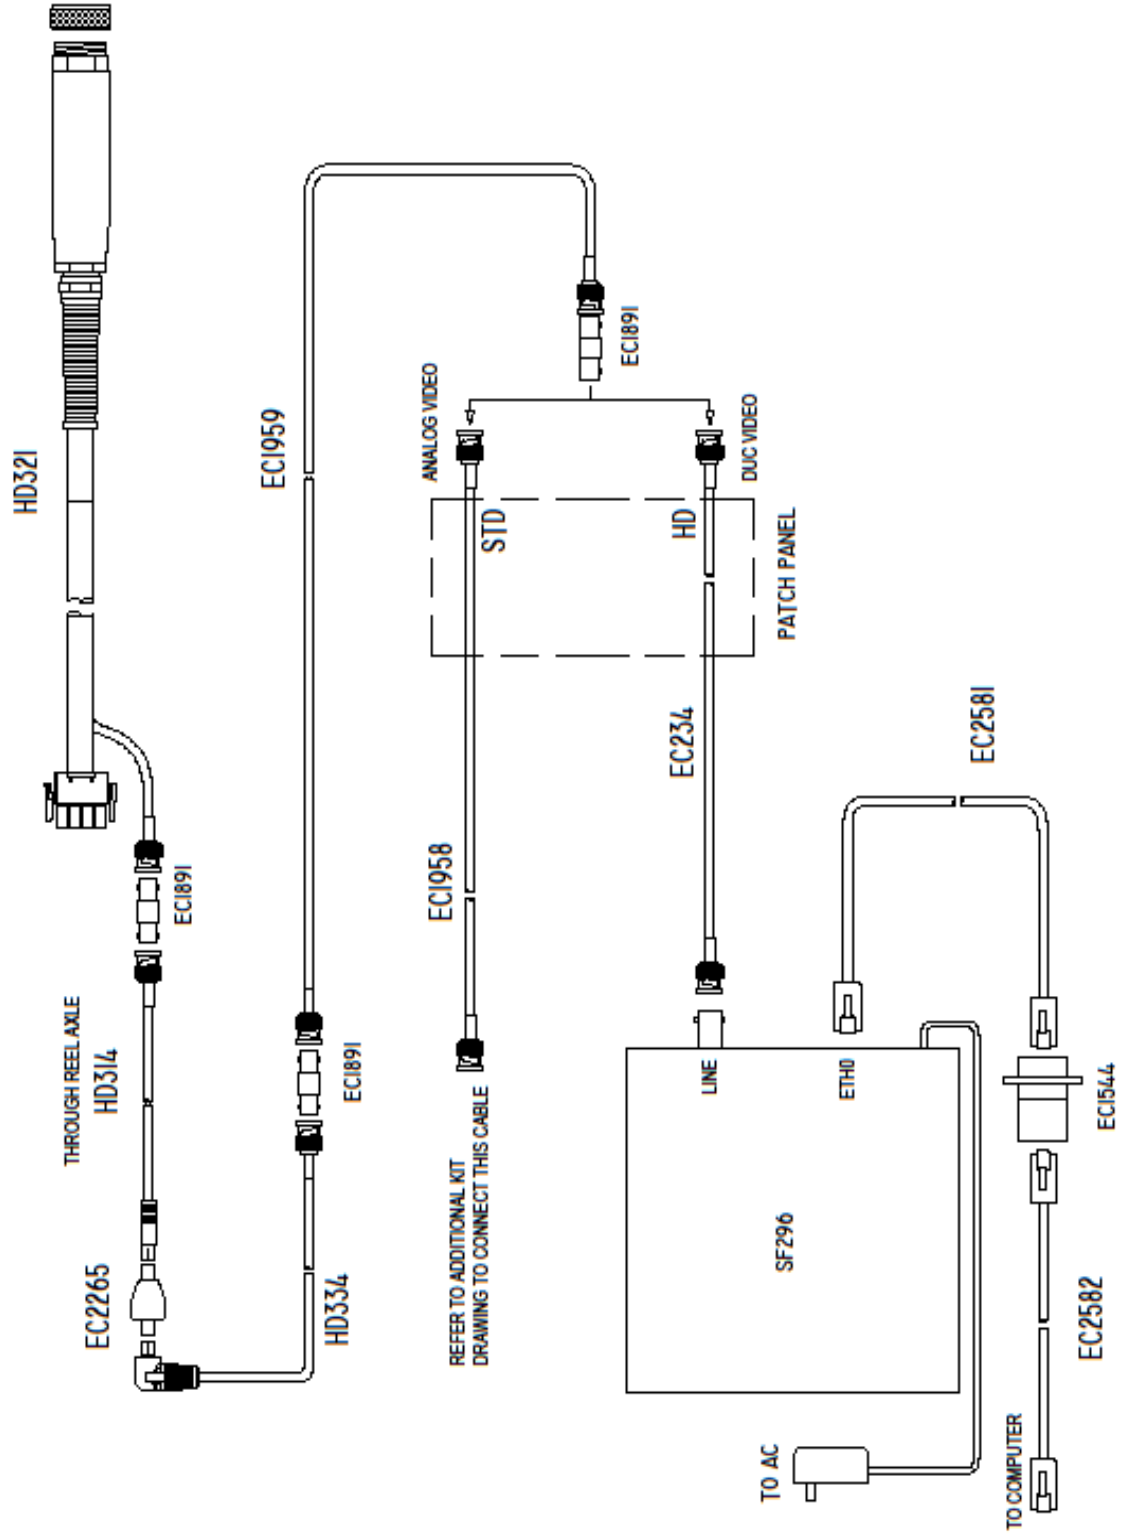 HD321
EC1891
THROUGH REEL AXLE
HD314
EC2265
HD334
EC1891
EC1959
EC1891
ANALOG VIDEO
DUC VIDEO
STD
HD
PATCH PANEL
EC1958
REFER TO ADDITIONAL KIT
DRAWING TO CONNECT THIS CABLE
EC234
LINE
ETH0
SF296
EC2581
EC1544
EC2582
TO AC
TO COMPUTER